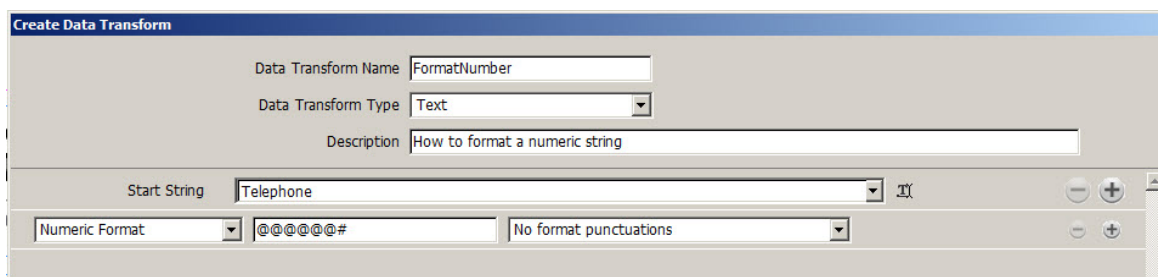 Create Data Transform
Data Transform Name FormatNumber
Data Transform Type Text
Description How to format a numeric string
Start String Telephone
Numeric Format @@@@@@# No format punctuations